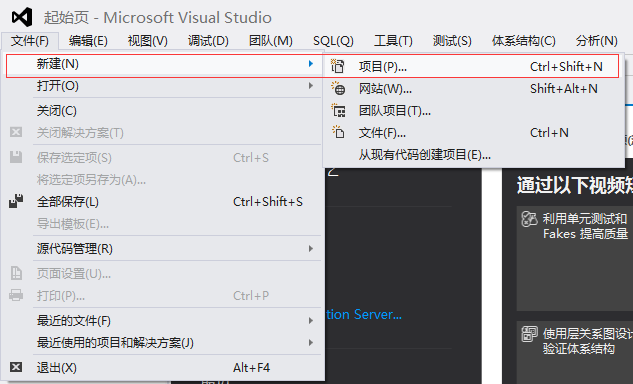 起始页 - Microsoft Visual Studio
文件(F) 编辑(E) 视图(V) 调试(D) 团队(M) SQL(Q) 工具(T) 测试(S) 体系结构(C) 分析(N)
新建(N)
打开(O)
关闭(C)
关闭解决方案(T)
保存选定项(S) Ctrl+S
将选定项另存为(A)...
全部保存(L) Ctrl+Shift+S
导出模板(E)...
源代码管理(R)
页面设置(U)...
打印(P)... Ctrl+P
最近的文件(F)
最近使用的项目和解决方案(J)
退出(X) Alt+F4
项目(P)... Ctrl+Shift+N
网站(W)... Shift+Alt+N
团队项目(T)...
文件(F)... Ctrl+N
从现有代码创建项目(E)...
tion Server...
通过以下视频
利用单元测试和
Fakes 提高质量
使用层关系图设
验证体系结构